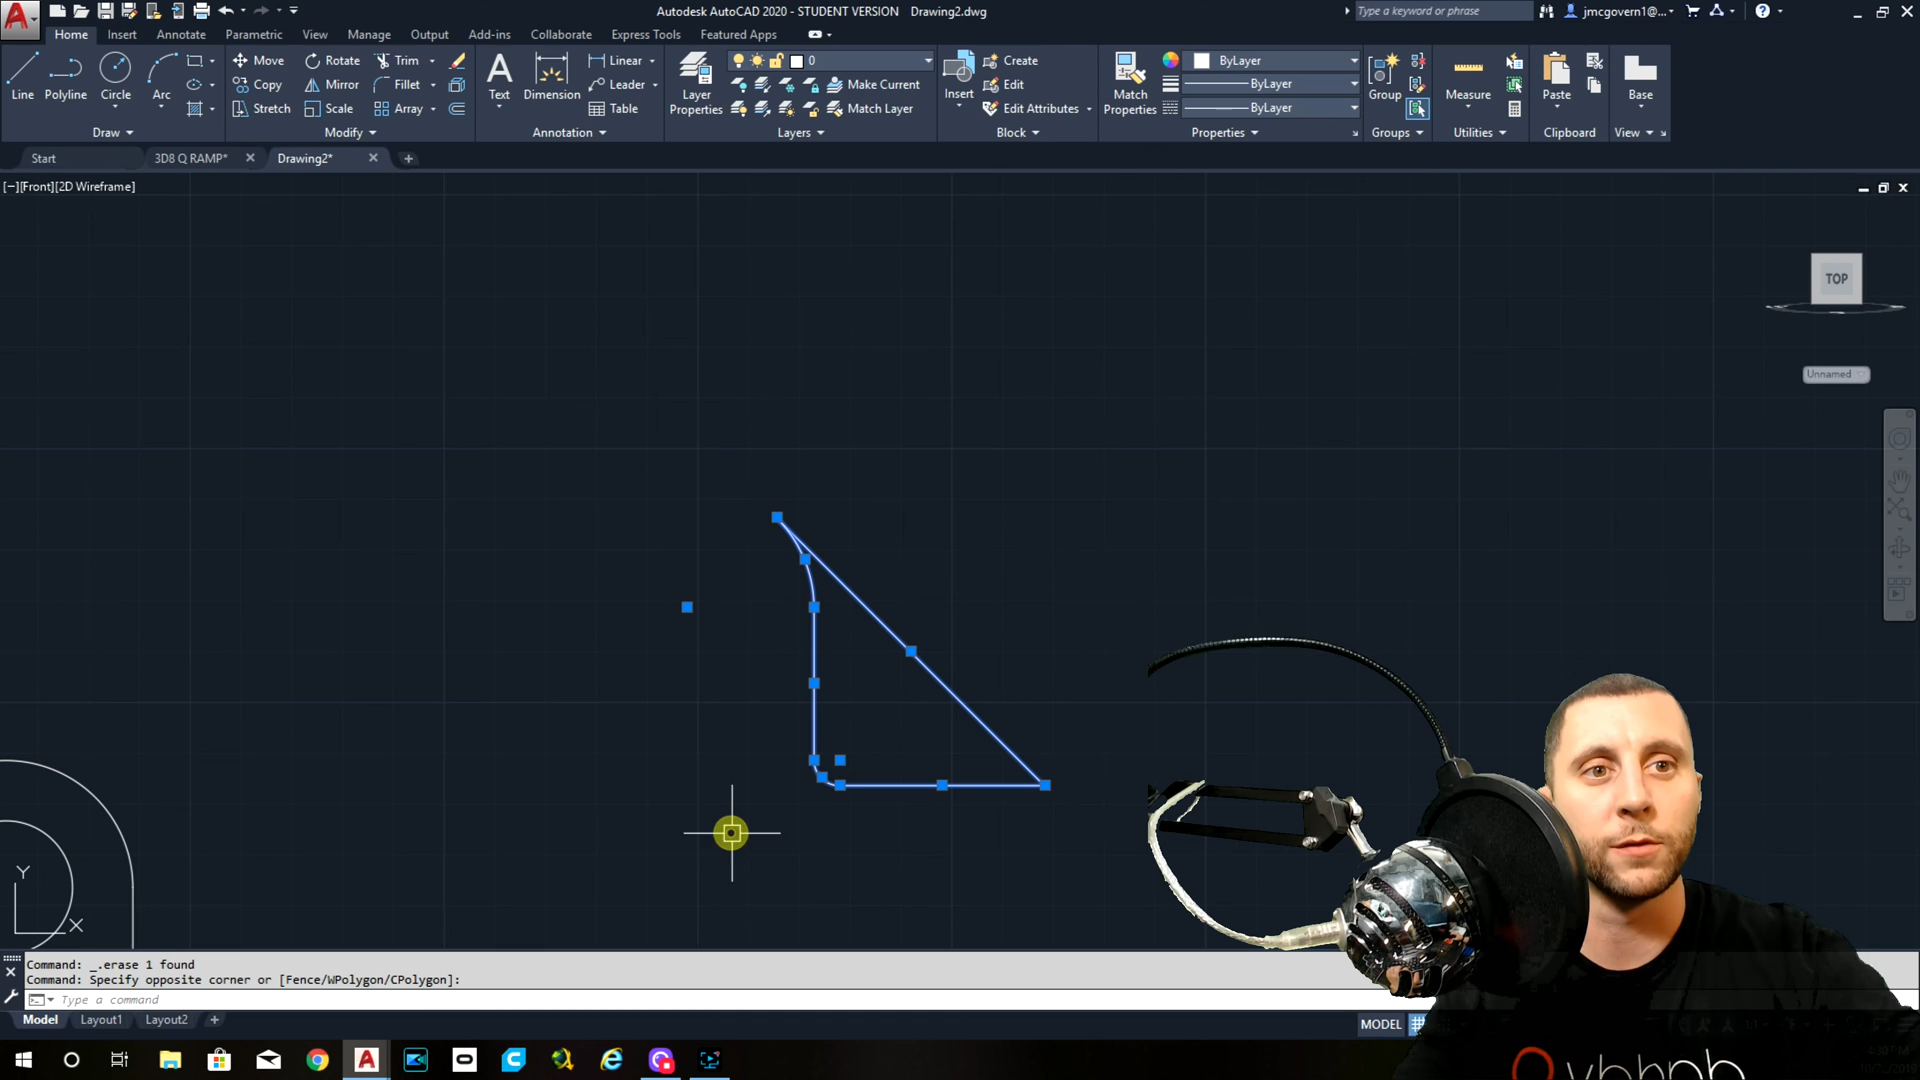 Autodesk AutoCAD 2020 - STUDENT VERSION Drawing2.dwg
Type a keyword or phrase
jmcgovern1@...
Home Insert Annotate Parametric View Manage Output Add-ins Collaborate Express Tools Featured Apps
Line Polyline Circle Arc
Move Rotate Trim
Copy Mirror Fillet
Stretch Scale Array
Text Dimension
Linear
Leader
Table
Layer Properties
0
Make Current
Match Layer
Insert
Create
Edit
Edit Attributes
Match Properties
ByLayer
ByLayer
ByLayer
Group
Measure
Paste
Base
Draw Modify Annotation Layers Block Properties Groups Utilities Clipboard View
Start 3D8 Q RAMP* Drawing2*
[−][Front][2D Wireframe]
TOP
Unnamed
Y
X
Command: _.erase 1 found
Command: Specify opposite corner or [Fence/WPolygon/CPolygon]:
Type a command
Model Layout1 Layout2
MODEL